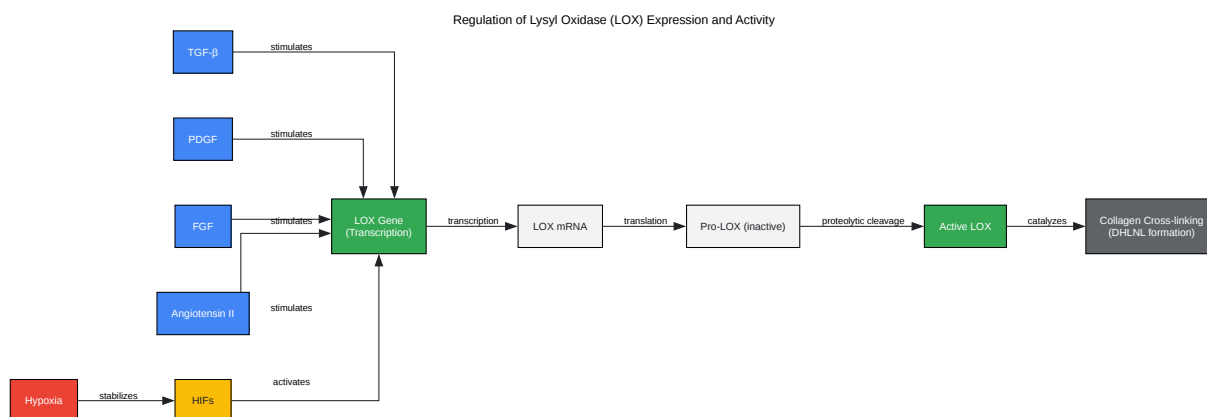 Regulation of Lysyl Oxidase (LOX) Expression and Activity
TGF-β
stimulates
PDGF
stimulates
FGF
stimulates
LOX Gene
(Transcription)
transcription
LOX mRNA
translation
Pro-LOX (inactive)
proteolytic cleavage
Active LOX
catalyzes
Collagen Cross-linking
(DHLNL formation)
Angiotensin II
stimulates
Hypoxia
stabilizes
HIFs
activates